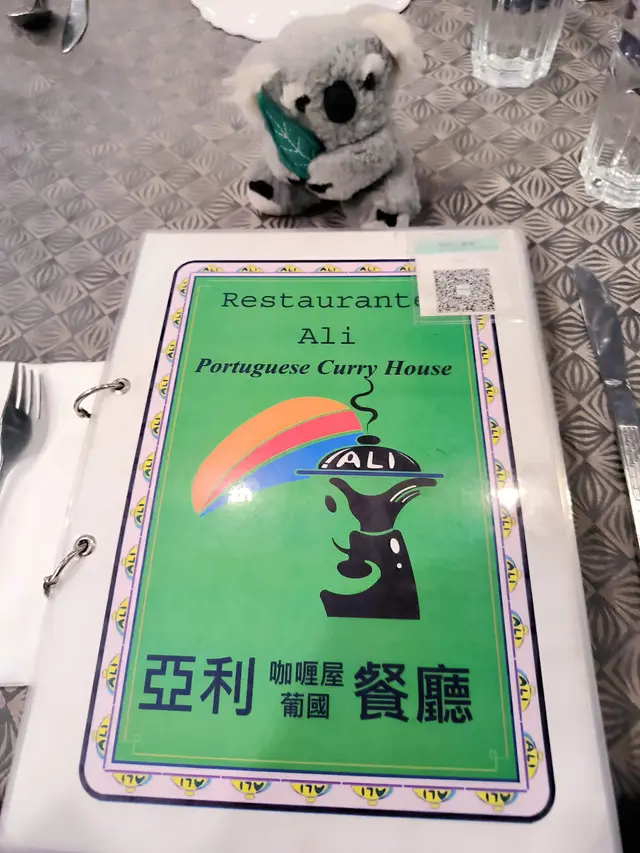 Restaurante
Ali
Portuguese Curry House
ALI
亞利 咖喱屋 葡國 餐廳